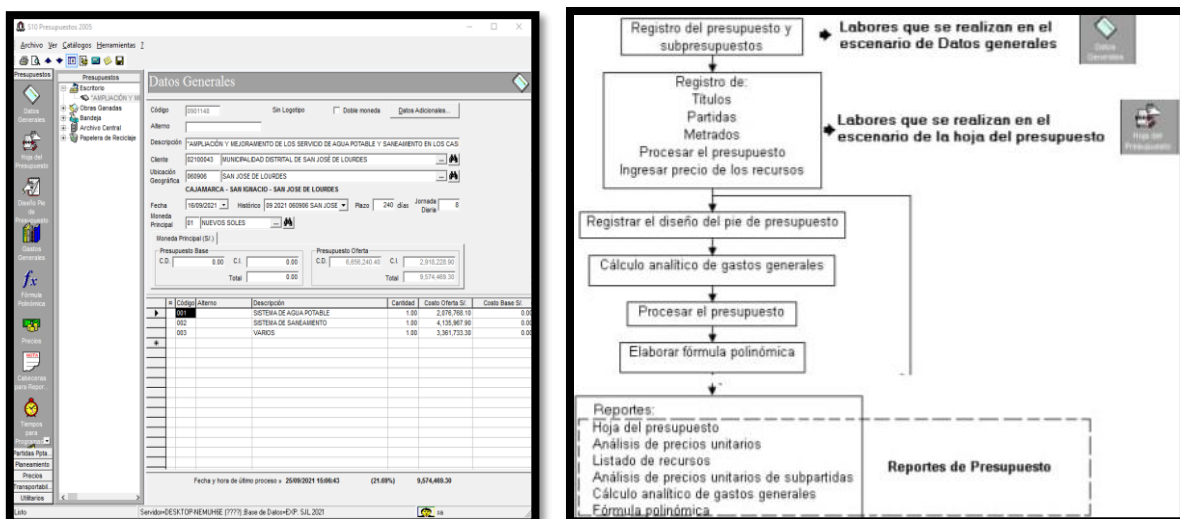 S10 Presupuestos 2005
Archivo Ver Catálogos Herramientas ?
Presupuestos
Datos Generales
Hoja del Presupuesto
Diseño Pie de Presupuesto
Gastos Generales
Fórmula Polinómica
Precios
Cabeceras para Repor...
Tiempos para Programac
Partidas Ppta...
Planeamiento
Precios
Transportabil...
Utilitarios
Presupuestos
Escritorio
"AMPLIACIÓN Y M
Obras Ganadas
Bandeja
Archivo Central
Papelera de Reciclaje
Datos Generales
Código 0901148 Sin Logotipo Doble moneda Datos Adicionales...
Alterno
Descripción "AMPLIACIÓN Y MEJORAMIENTO DE LOS SERVICIO DE AGUA POTABLE Y SANEAMIENTO EN LOS CAS
Cliente 02100043 MUNICIPALIDAD DISTRITAL DE SAN JOSÉ DE LOURDES
Ubicación Geográfica 060906 SAN JOSE DE LOURDES
CAJAMARCA - SAN IGNACIO - SAN JOSE DE LOURDES
Fecha 16/09/2021 Histórico 09 2021 060906 SAN JOSE Plazo 240 días Jornada Diaria 8
Moneda Principal 01 NUEVOS SOLES
Moneda Principal (S/.)
Presupuesto Base Presupuesto Oferta
C.D. 0.00 C.I. 0.00 C.D. 6,656,240.40 C.I. 2,918,228.90
Total 0.00 Total 9,574,469.30
Código Alterno Descripción Cantidad Costo Oferta S/. Costo Base S/.
001 SISTEMA DE AGUA POTABLE 1.00 2,076,768.10 0.00
002 SISTEMA DE SANEAMIENTO 1.00 4,135,967.90 0.00
003 VARIOS 1.00 3,361,733.30 0.00
Fecha y hora de último proceso » 25/09/2021 15:06:43 (21.89%) 9,574,469.30
Listo Servidor=DESKTOP-NEMUH6E (????) ;Base de Datos=EXP. SJL 2021 sa
Registro del presupuesto y
subpresupuestos
Labores que se realizan en el
escenario de Datos generales
Datos
Generales
Registro de:
Títulos
Partidas
Metrados
Procesar el presupuesto
Ingresar precio de los recursos
Labores que se realizan en el
escenario de la hoja del presupuesto
Hoja del
Presupuesto
Registrar el diseño del pie de presupuesto
Cálculo analítico de gastos generales
Procesar el presupuesto
Elaborar fórmula polinómica
Reportes:
Hoja del presupuesto
Análisis de precios unitarios
Listado de recursos
Análisis de precios unitarios de subpartidas
Cálculo analítico de gastos generales
Fórmula polinómica
Reportes de Presupuesto